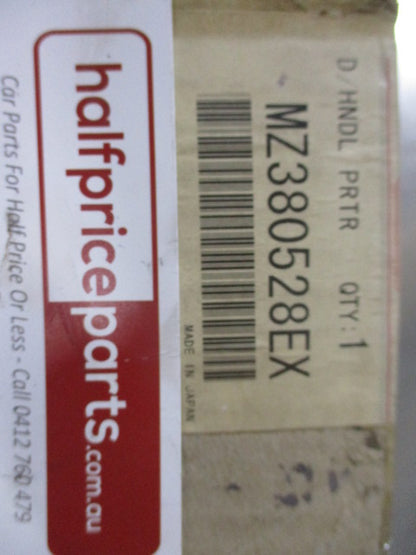 D/HNDL PRTR QTY:1
MZ380528EX
MADE IN JAPAN
halfpriceparts.com.au
Car Parts For Half Price Or Less - Call 0412 760 479